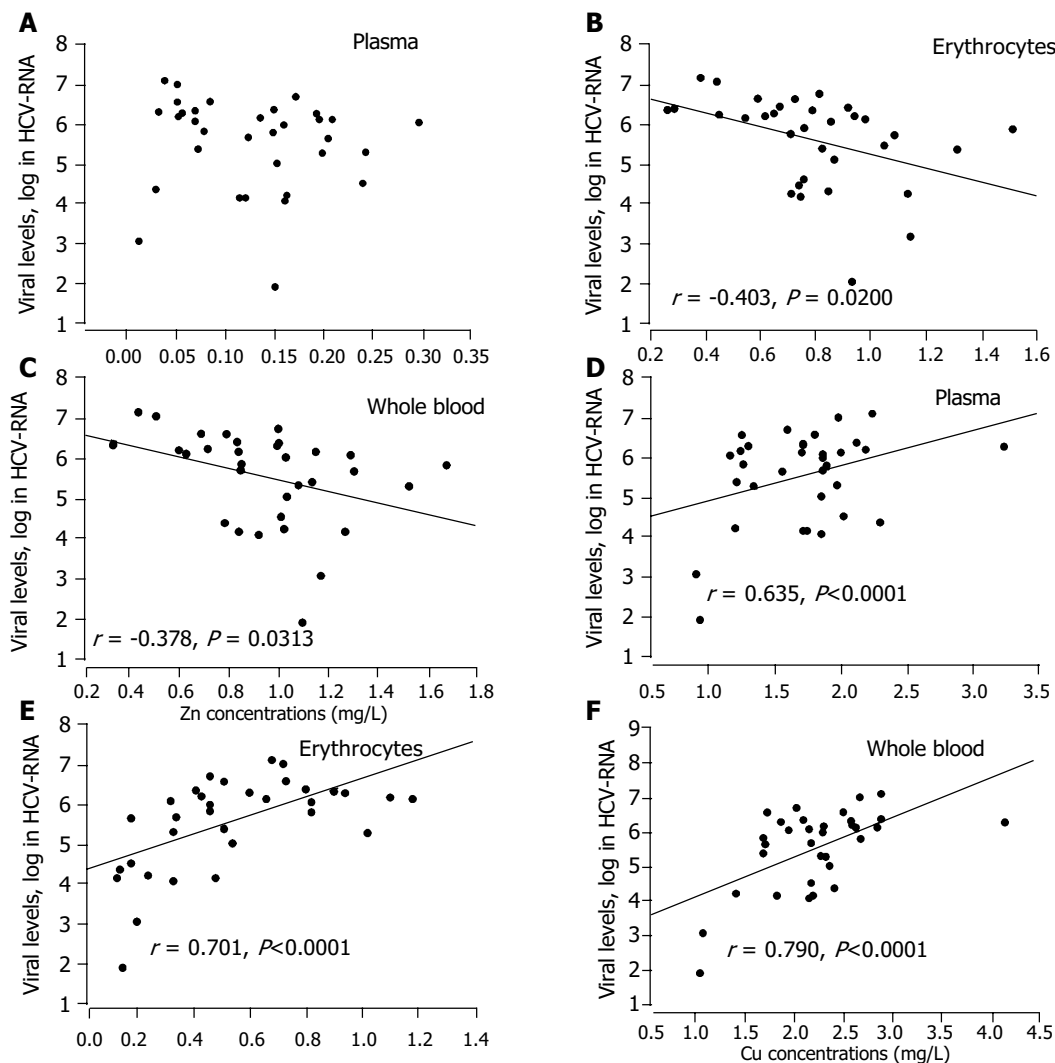 A
Plasma
Viral levels, log in HCV-RNA
8
7
6
5
4
3
2
1
0.00 0.05 0.10 0.15 0.20 0.25 0.30 0.35
B
Erythrocytes
Viral levels, log in HCV-RNA
8
7
6
5
4
3
2
1
r = -0.403, P = 0.0200
0.2 0.4 0.6 0.8 1.0 1.2 1.4 1.6
C
Whole blood
Viral levels, log in HCV-RNA
8
7
6
5
4
3
2
1
r = -0.378, P = 0.0313
0.2 0.4 0.6 0.8 1.0 1.2 1.4 1.6 1.8
Zn concentrations (mg/L)
D
Plasma
Viral levels, log in HCV-RNA
8
7
6
5
4
3
2
1
r = 0.635, P<0.0001
0.5 1.0 1.5 2.0 2.5 3.0 3.5
E
Erythrocytes
Viral levels, log in HCV-RNA
8
7
6
5
4
3
2
1
r = 0.701, P<0.0001
0.0 0.2 0.4 0.6 0.8 1.0 1.2 1.4
F
Whole blood
Viral levels, log in HCV-RNA
9
8
7
6
5
4
3
2
1
r = 0.790, P<0.0001
0.5 1.0 1.5 2.0 2.5 3.0 3.5 4.0 4.5
Cu concentrations (mg/L)